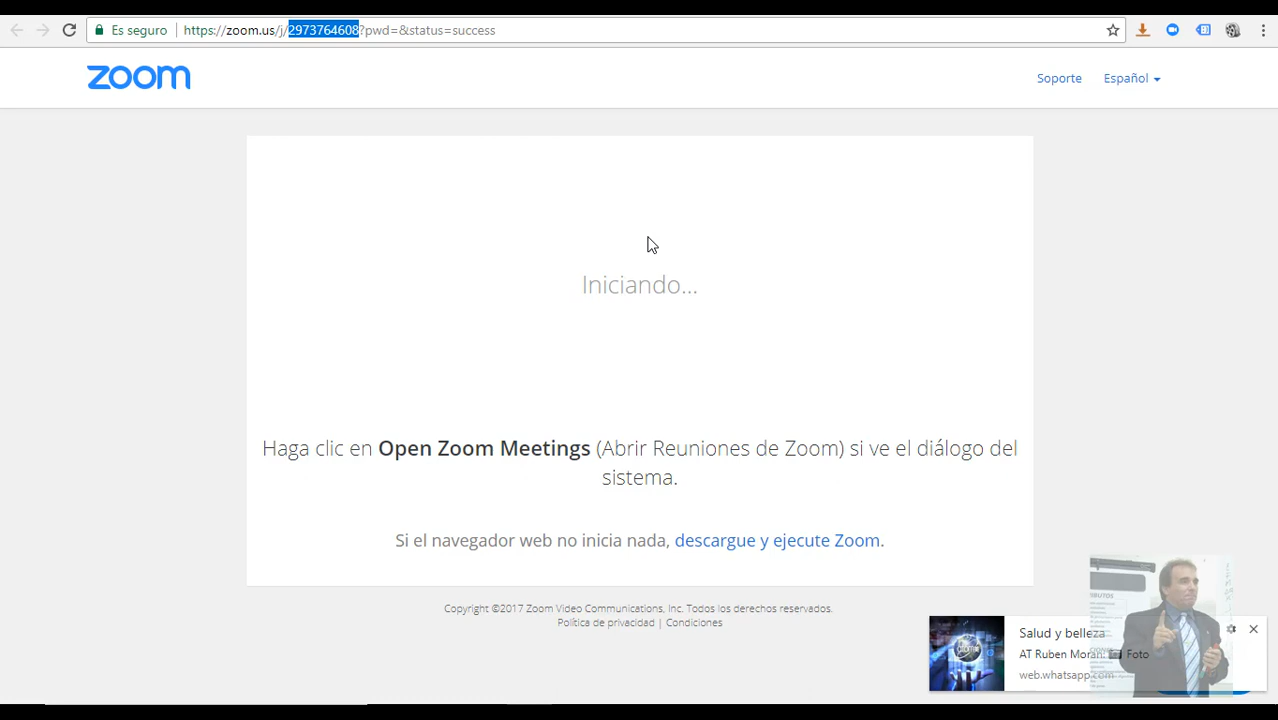 Es seguro | https://zoom.us/j/2973764608?pwd=&status=success
zoom
Soporte Español
Iniciando...
Haga clic en Open Zoom Meetings (Abrir Reuniones de Zoom) si ve el diálogo del
sistema.
Si el navegador web no inicia nada, descargue y ejecute Zoom.
Copyright ©2017 Zoom Video Communications, Inc. Todos los derechos reservados.
Política de privacidad | Condiciones
Salud y belleza
AT Ruben Moran: Foto
web.whatsapp.com